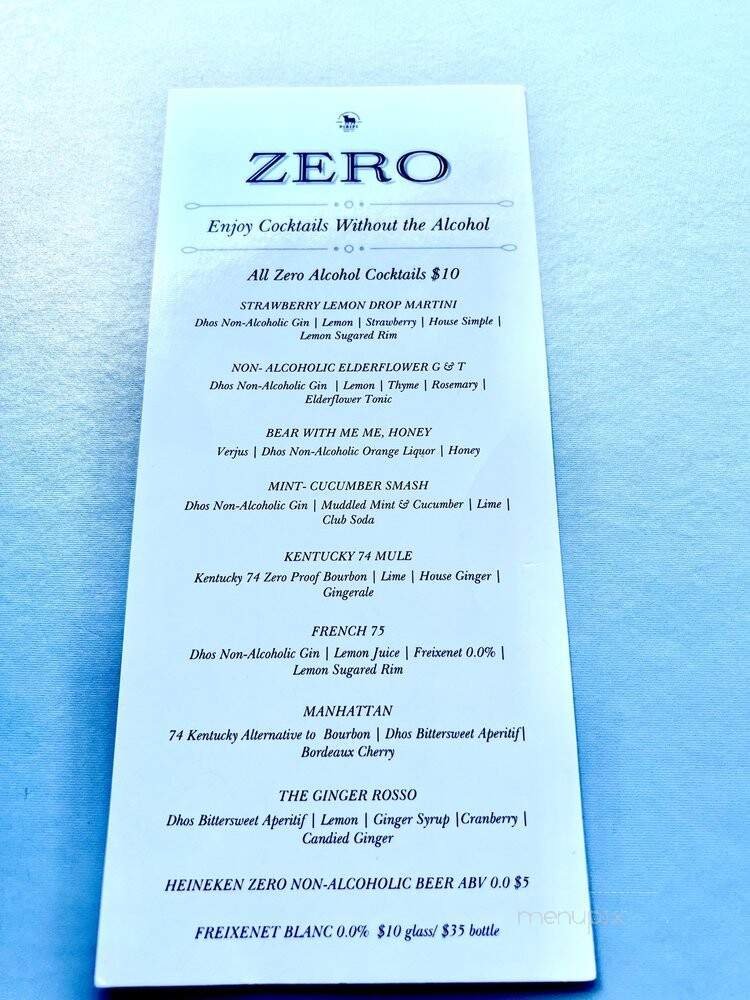 ZERO
Enjoy Cocktails Without the Alcohol
All Zero Alcohol Cocktails $10
STRAWBERRY LEMON DROP MARTINI
Dhos Non-Alcoholic Gin | Lemon | Strawberry | House Simple |
Lemon Sugared Rim
NON- ALCOHOLIC ELDERFLOWER G & T
Dhos Non-Alcoholic Gin | Lemon | Thyme | Rosemary |
Elderflower Tonic
BEAR WITH ME ME, HONEY
Verjus | Dhos Non-Alcoholic Orange Liquor | Honey
MINT- CUCUMBER SMASH
Dhos Non-Alcoholic Gin | Muddled Mint & Cucumber | Lime |
Club Soda
KENTUCKY 74 MULE
Kentucky 74 Zero Proof Bourbon | Lime | House Ginger |
Gingerale
FRENCH 75
Dhos Non-Alcoholic Gin | Lemon Juice | Freixenet 0.0% |
Lemon Sugared Rim
MANHATTAN
74 Kentucky Alternative to Bourbon | Dhos Bittersweet Aperitif|
Bordeaux Cherry
THE GINGER ROSSO
Dhos Bittersweet Aperitif | Lemon | Ginger Syrup |Cranberry |
Candied Ginger
HEINEKEN ZERO NON-ALCOHOLIC BEER ABV 0.0 $5
menupix
FREIXENET BLANC 0.0% $10 glass/ $35 bottle